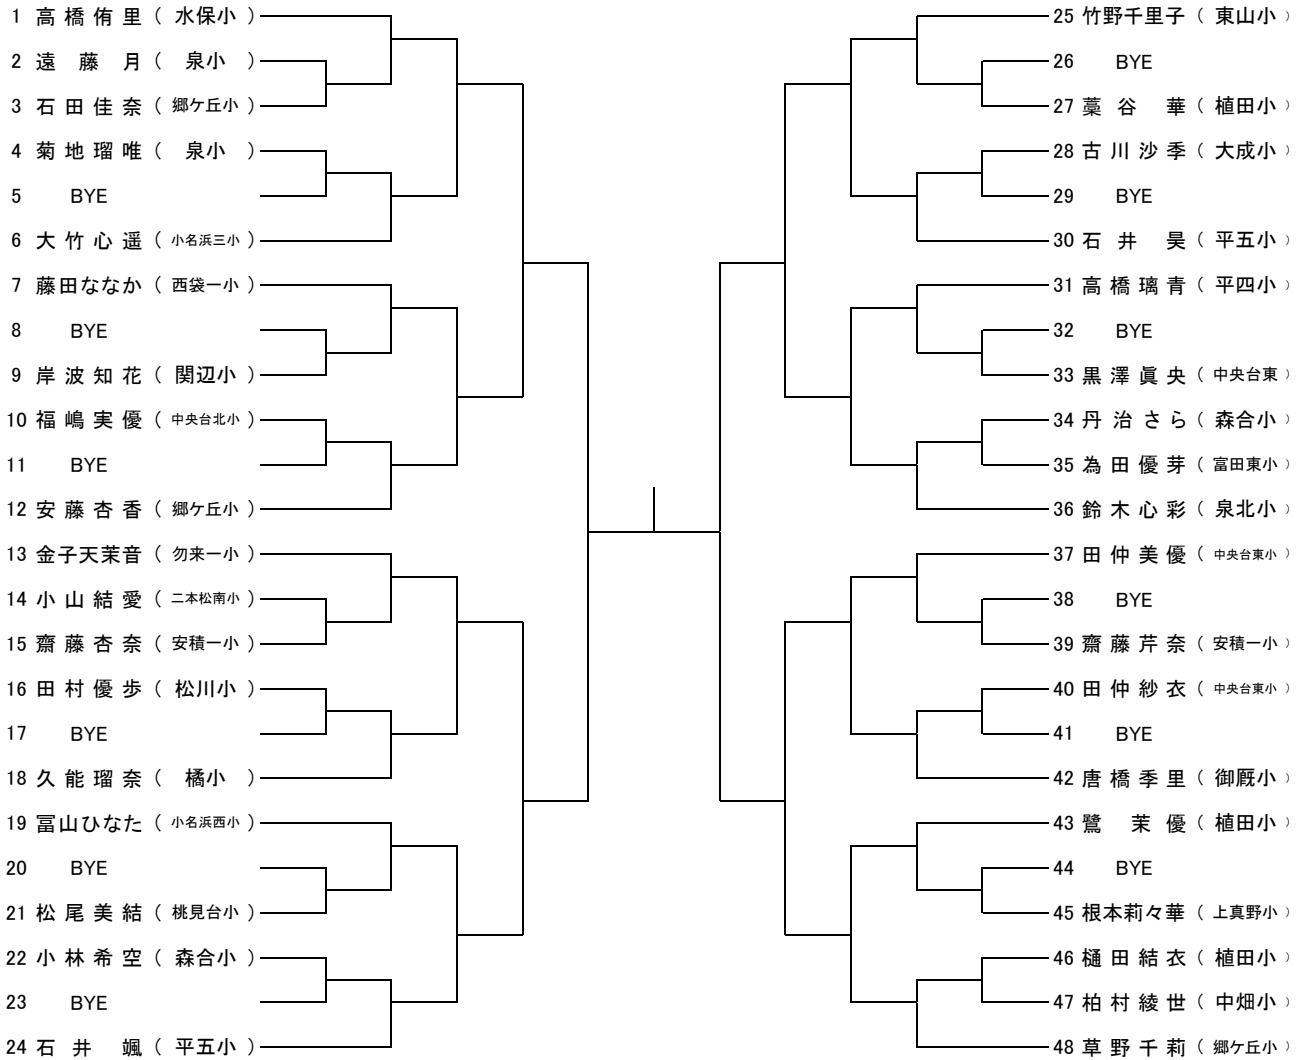 1 高橋侑里（水保小）
2 遠藤月（泉小）
3 石田佳奈（郷ケ丘小）
4 菊地瑠唯（泉小）
5 BYE
6 大竹心遥（小名浜三小）
7 藤田ななか（西袋一小）
8 BYE
9 岸波知花（関辺小）
10 福嶋実優（中央台北小）
11 BYE
12 安藤杏香（郷ケ丘小）
13 金子天茉音（勿来一小）
14 小山結愛（二本松南小）
15 齋藤杏奈（安積一小）
16 田村優歩（松川小）
17 BYE
18 久能瑠奈（橘小）
19 冨山ひなた（小名浜西小）
20 BYE
21 松尾美結（桃見台小）
22 小林希空（森合小）
23 BYE
24 石井颯（平五小）
25 竹野千里子（東山小）
26 BYE
27 藁谷華（植田小）
28 古川沙季（大成小）
29 BYE
30 石井昊（平五小）
31 高橋璃青（平四小）
32 BYE
33 黒澤眞央（中央台東）
34 丹治さら（森合小）
35 為田優芽（富田東小）
36 鈴木心彩（泉北小）
37 田仲美優（中央台東小）
38 BYE
39 齋藤芹奈（安積一小）
40 田仲紗衣（中央台東小）
41 BYE
42 唐橋季里（御厩小）
43 鷺茉優（植田小）
44 BYE
45 根本莉々華（上真野小）
46 樋田結衣（植田小）
47 柏村綾世（中畑小）
48 草野千莉（郷ケ丘小）